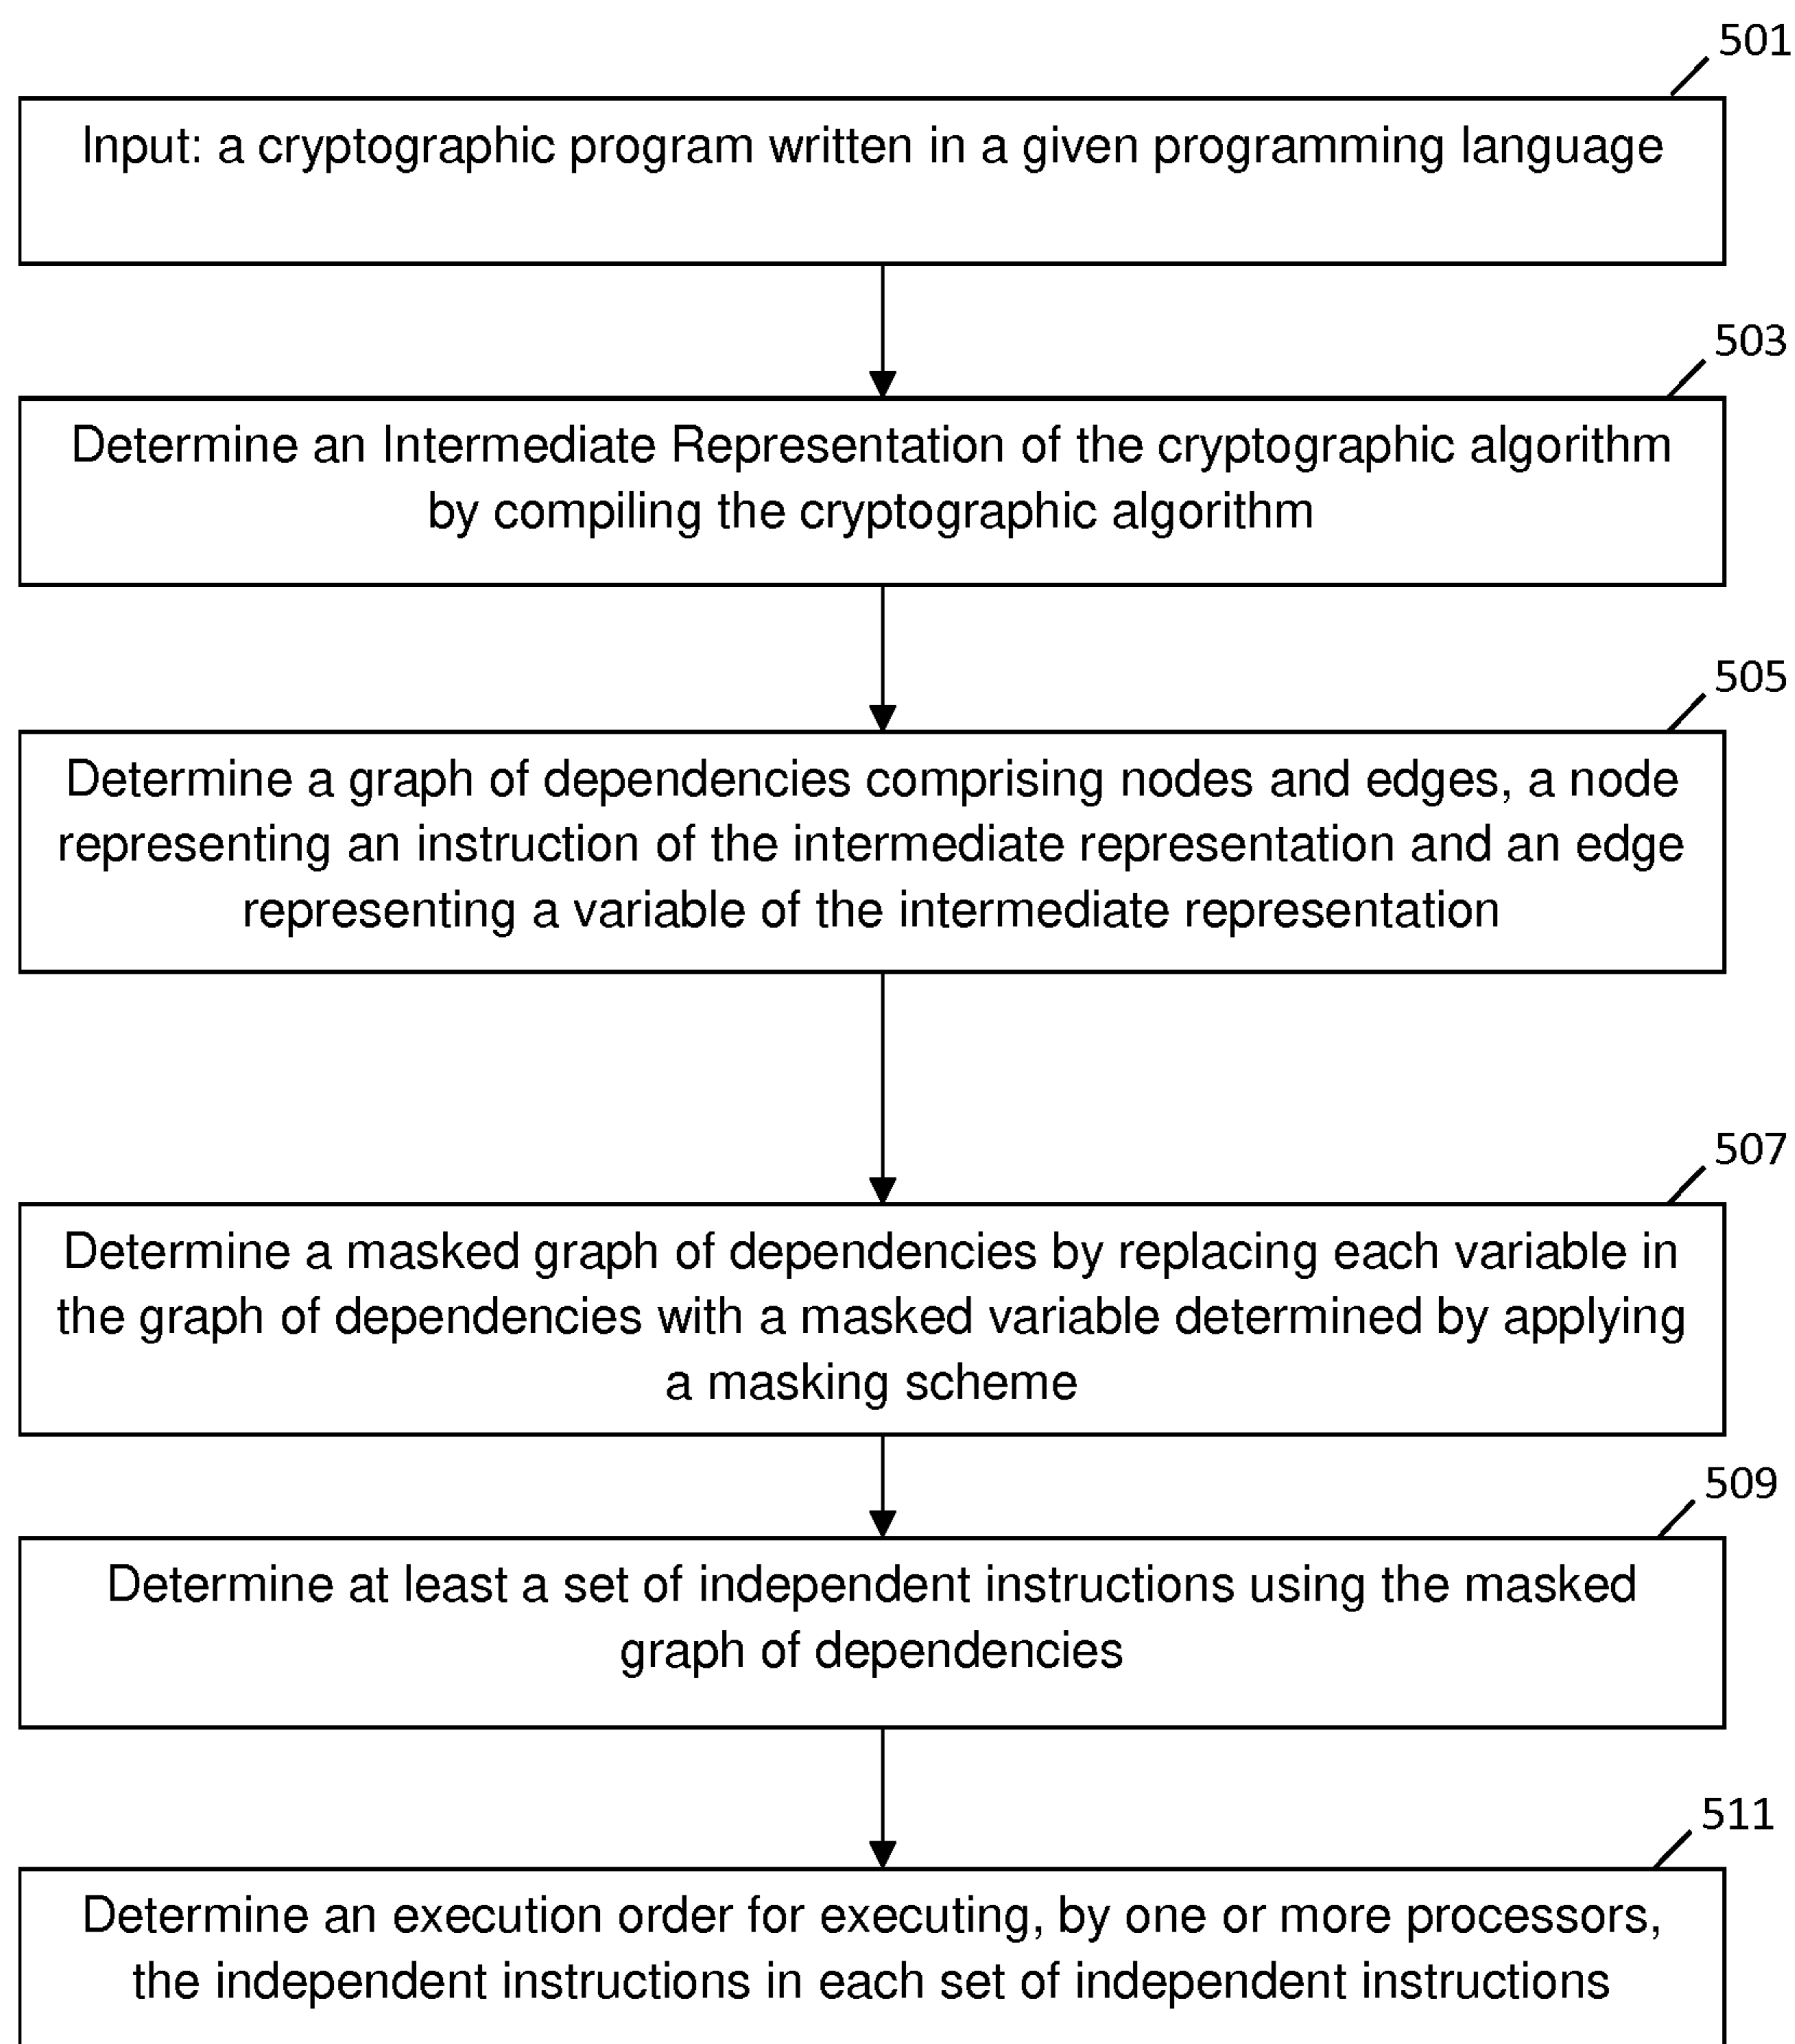 501
Input: a cryptographic program written in a given programming language
503
Determine an Intermediate Representation of the cryptographic algorithm
by compiling the cryptographic algorithm
505
Determine a graph of dependencies comprising nodes and edges, a node
representing an instruction of the intermediate representation and an edge
representing a variable of the intermediate representation
507
Determine a masked graph of dependencies by replacing each variable in
the graph of dependencies with a masked variable determined by applying
a masking scheme
509
Determine at least a set of independent instructions using the masked
graph of dependencies
511
Determine an execution order for executing, by one or more processors,
the independent instructions in each set of independent instructions